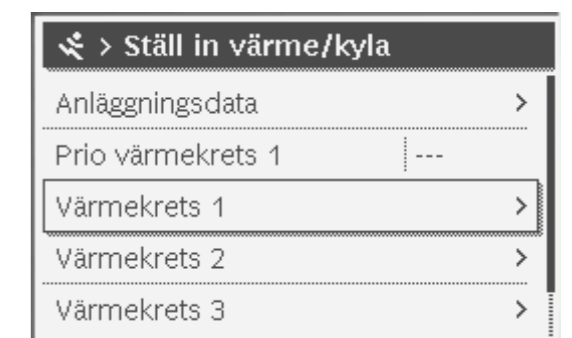 > Ställ in värme/kyla
Anläggningsdata >
Prio värmekrets 1 ---
Värmekrets 1 >
Värmekrets 2 >
Värmekrets 3 >